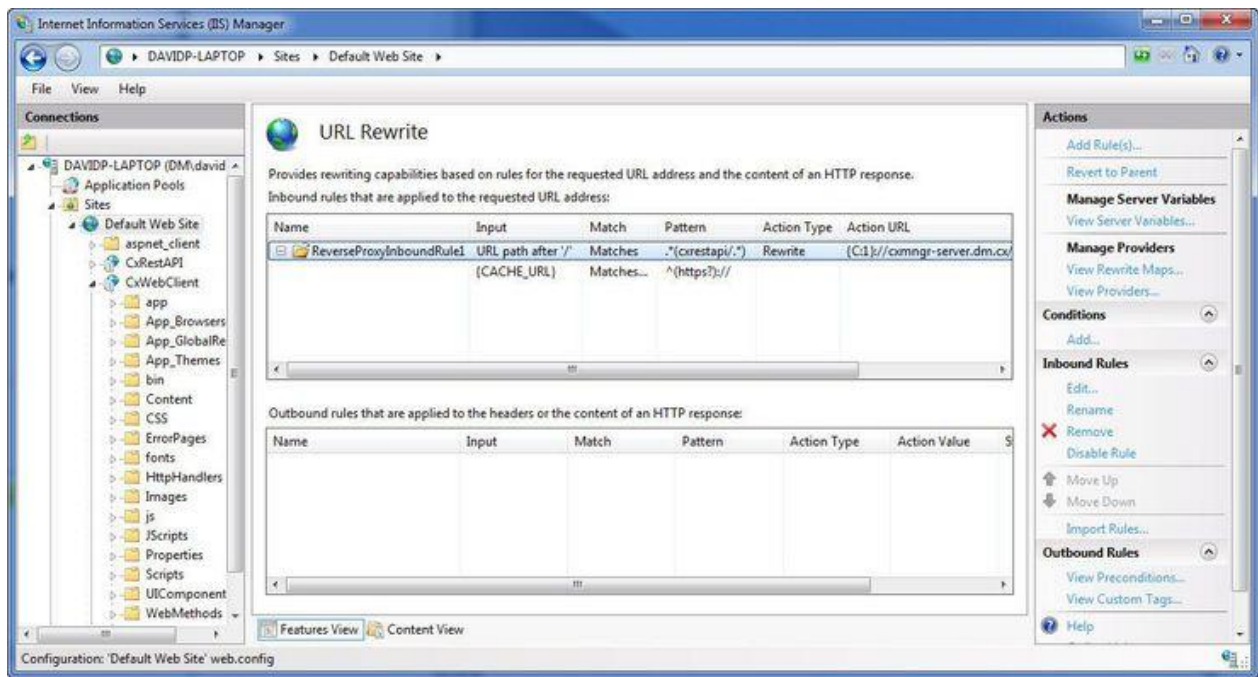 Internet Information Services (IIS) Manager
DAVIDP-LAPTOP Sites Default Web Site
File View Help
Connections
DAVIDP-LAPTOP (DM\david
Application Pools
Sites
Default Web Site
aspnet_client
CxRestAPI
CxWebClient
app
App_Browsers
App_GlobalRe
App_Themes
bin
Content
CSS
ErrorPages
fonts
HttpHandlers
Images
js
JScripts
Properties
Scripts
UIComponent
WebMethods
URL Rewrite
Provides rewriting capabilities based on rules for the requested URL address and the content of an HTTP response.
Inbound rules that are applied to the requested URL address:
Name Input Match Pattern Action Type Action URL
ReverseProxyInboundRule1 URL path after '/' Matches .*(cxrestapi/.*) Rewrite {C:1}://cxmngr-server.dm.cx/
{CACHE_URL} Matches... ^(https?)://
Outbound rules that are applied to the headers or the content of an HTTP response:
Name Input Match Pattern Action Type Action Value S
Features View Content View
Actions
Add Rule(s)...
Revert to Parent
Manage Server Variables
View Server Variables...
Manage Providers
View Rewrite Maps...
View Providers...
Conditions
Add...
Inbound Rules
Edit...
Rename
Remove
Disable Rule
Move Up
Move Down
Import Rules...
Outbound Rules
View Preconditions...
View Custom Tags...
Help
Configuration: 'Default Web Site' web.config